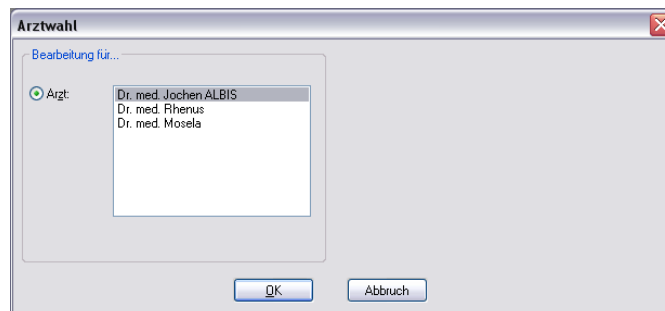 Arztwahl
Bearbeitung für...
Arzt:
Dr. med. Jochen ALBIS
Dr. med. Rhenus
Dr. med. Mosela
OK
Abbruch